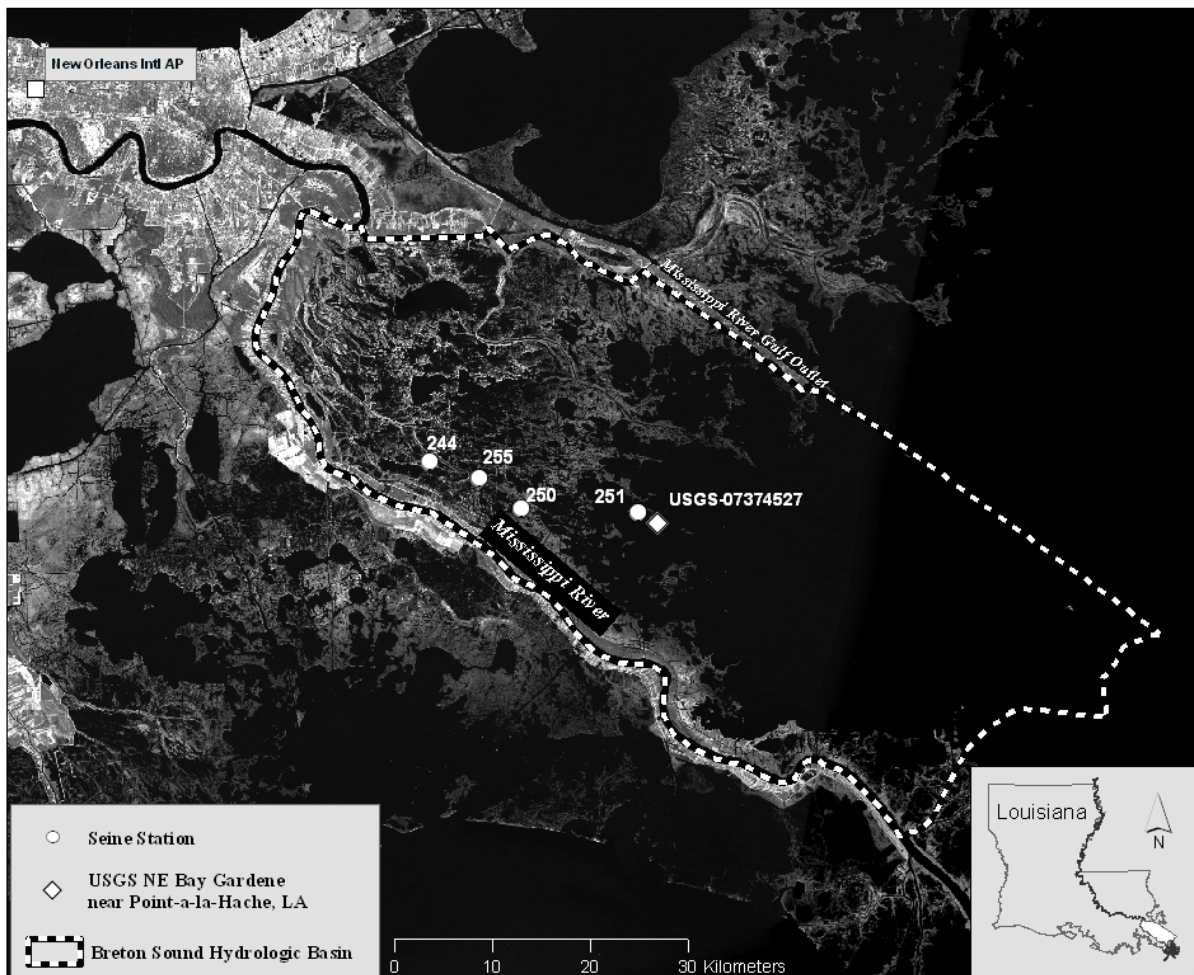 New Orleans Intl AP
Mississippi River Gulf Outlet
244
255
250
251
USGS-07374527
Mississippi River
Seine Station
USGS NE Bay Gardene
near Point-a-la-Hache, LA
Breton Sound Hydrologic Basin
0 10 20 30 Kilometers
Louisiana
N